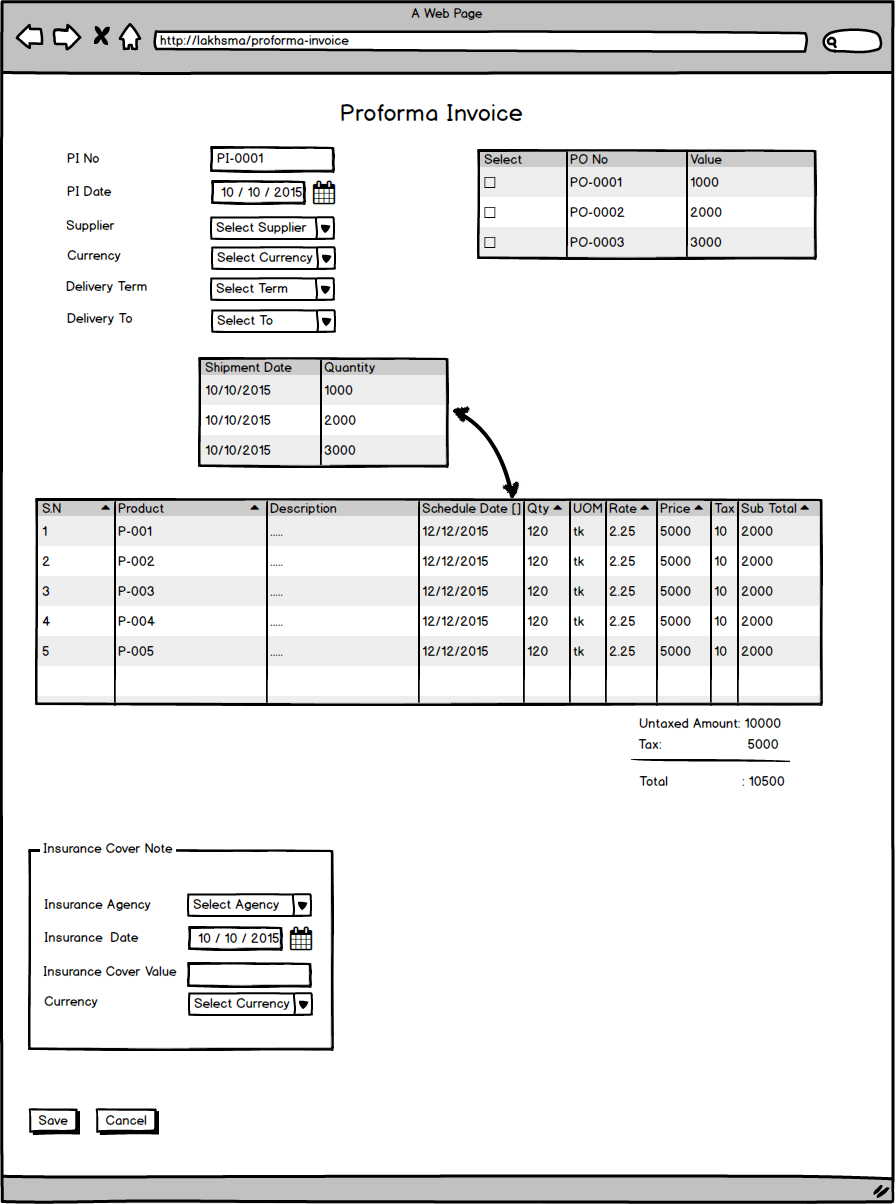 A Web Page
http://lakhsma/proforma-invoice
Proforma Invoice
PI No PI-0001
PI Date 10 / 10 / 2015
Supplier Select Supplier
Currency Select Currency
Delivery Term Select Term
Delivery To Select To
Select PO No Value
PO-0001 1000
PO-0002 2000
PO-0003 3000
Shipment Date Quantity
10/10/2015 1000
10/10/2015 2000
10/10/2015 3000
S.N Product Description Schedule Date [] Qty UOM Rate Price Tax Sub Total
1 P-001 ..... 12/12/2015 120 tk 2.25 5000 10 2000
2 P-002 ..... 12/12/2015 120 tk 2.25 5000 10 2000
3 P-003 ..... 12/12/2015 120 tk 2.25 5000 10 2000
4 P-004 ..... 12/12/2015 120 tk 2.25 5000 10 2000
5 P-005 ..... 12/12/2015 120 tk 2.25 5000 10 2000
Untaxed Amount: 10000
Tax: 5000
Total : 10500
Insurance Cover Note
Insurance Agency Select Agency
Insurance Date 10 / 10 / 2015
Insurance Cover Value
Currency Select Currency
Save Cancel